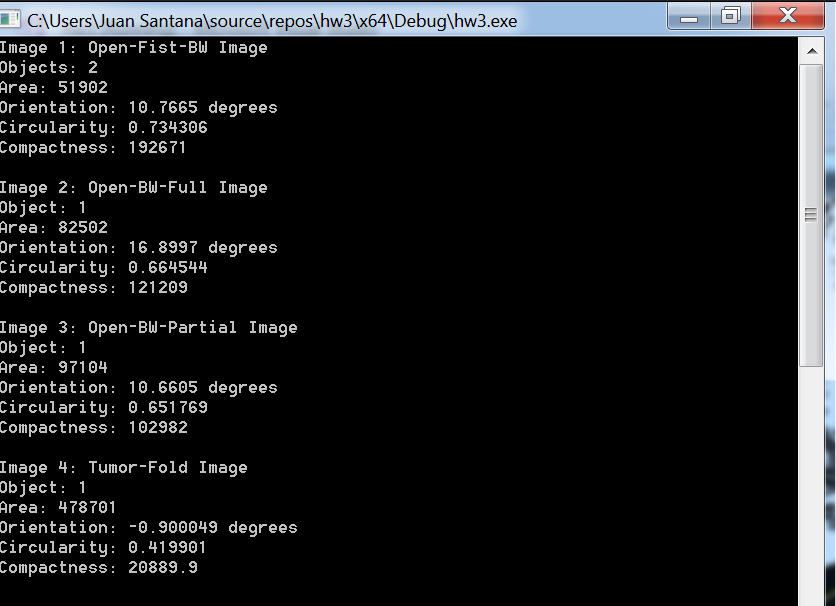 C:\Users\Juan Santana\source\repos\hw3\x64\Debug\hw3.exe
Image 1: Open-Fist-BW Image
Objects: 2
Area: 51902
Orientation: 10.7665 degrees
Circularity: 0.734306
Compactness: 192671
Image 2: Open-BW-Full Image
Object: 1
Area: 82502
Orientation: 16.8997 degrees
Circularity: 0.664544
Compactness: 121209
Image 3: Open-BW-Partial Image
Object: 1
Area: 97104
Orientation: 10.6605 degrees
Circularity: 0.651769
Compactness: 102982
Image 4: Tumor-Fold Image
Object: 1
Area: 478701
Orientation: -0.900049 degrees
Circularity: 0.419901
Compactness: 20889.9